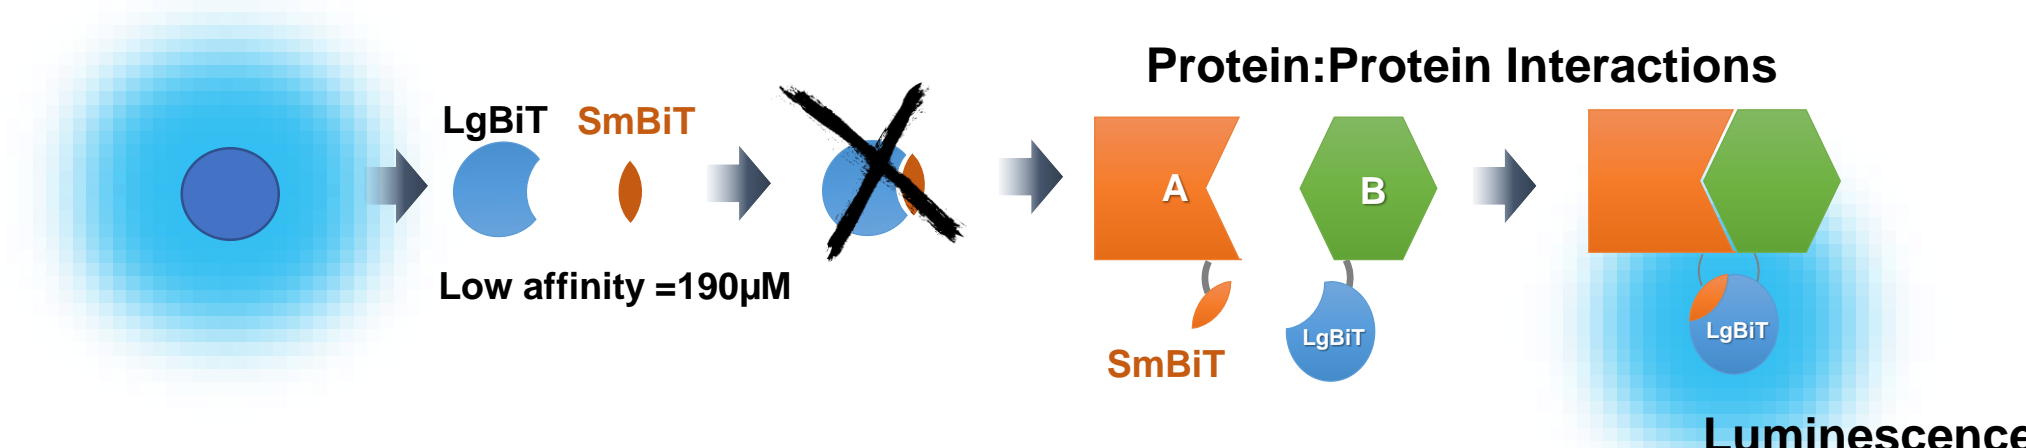 Protein:Protein Interactions
LgBiT SmBiT
Low affinity =190µM
A
B
LgBiT
SmBiT
LgBiT
Luminescence